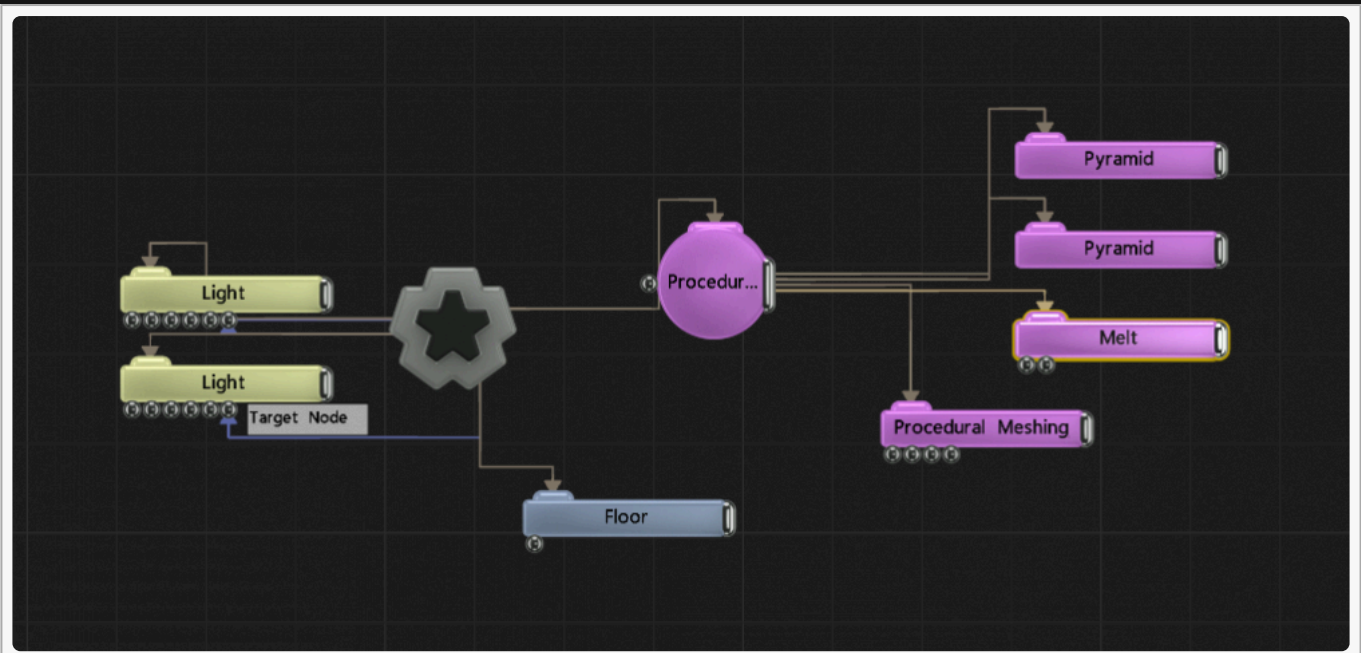 Pyramid
Pyramid
Procedur...
Light
Melt
Light
Target Node
Procedural Meshing
Floor